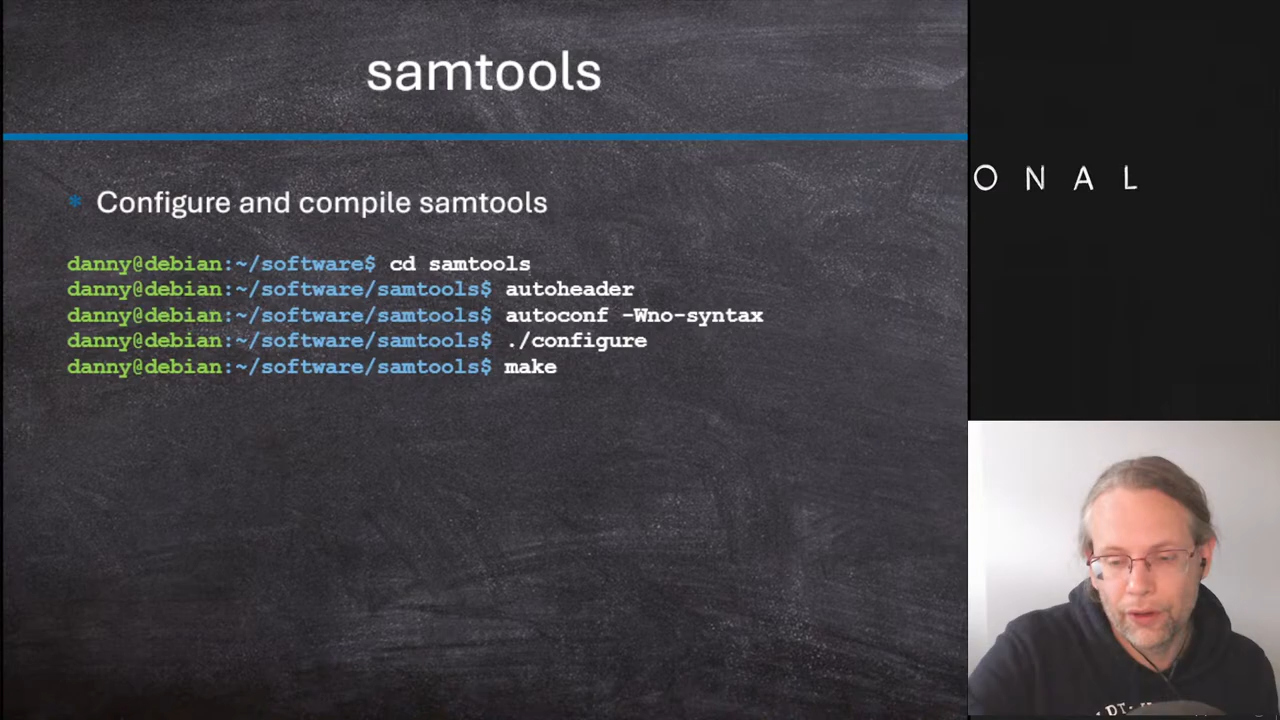 samtools
* Configure and compile samtools
danny@debian:~/software$ cd samtools
danny@debian:~/software/samtools$ autoheader
danny@debian:~/software/samtools$ autoconf -Wno-syntax
danny@debian:~/software/samtools$ ./configure
danny@debian:~/software/samtools$ make
O N A L